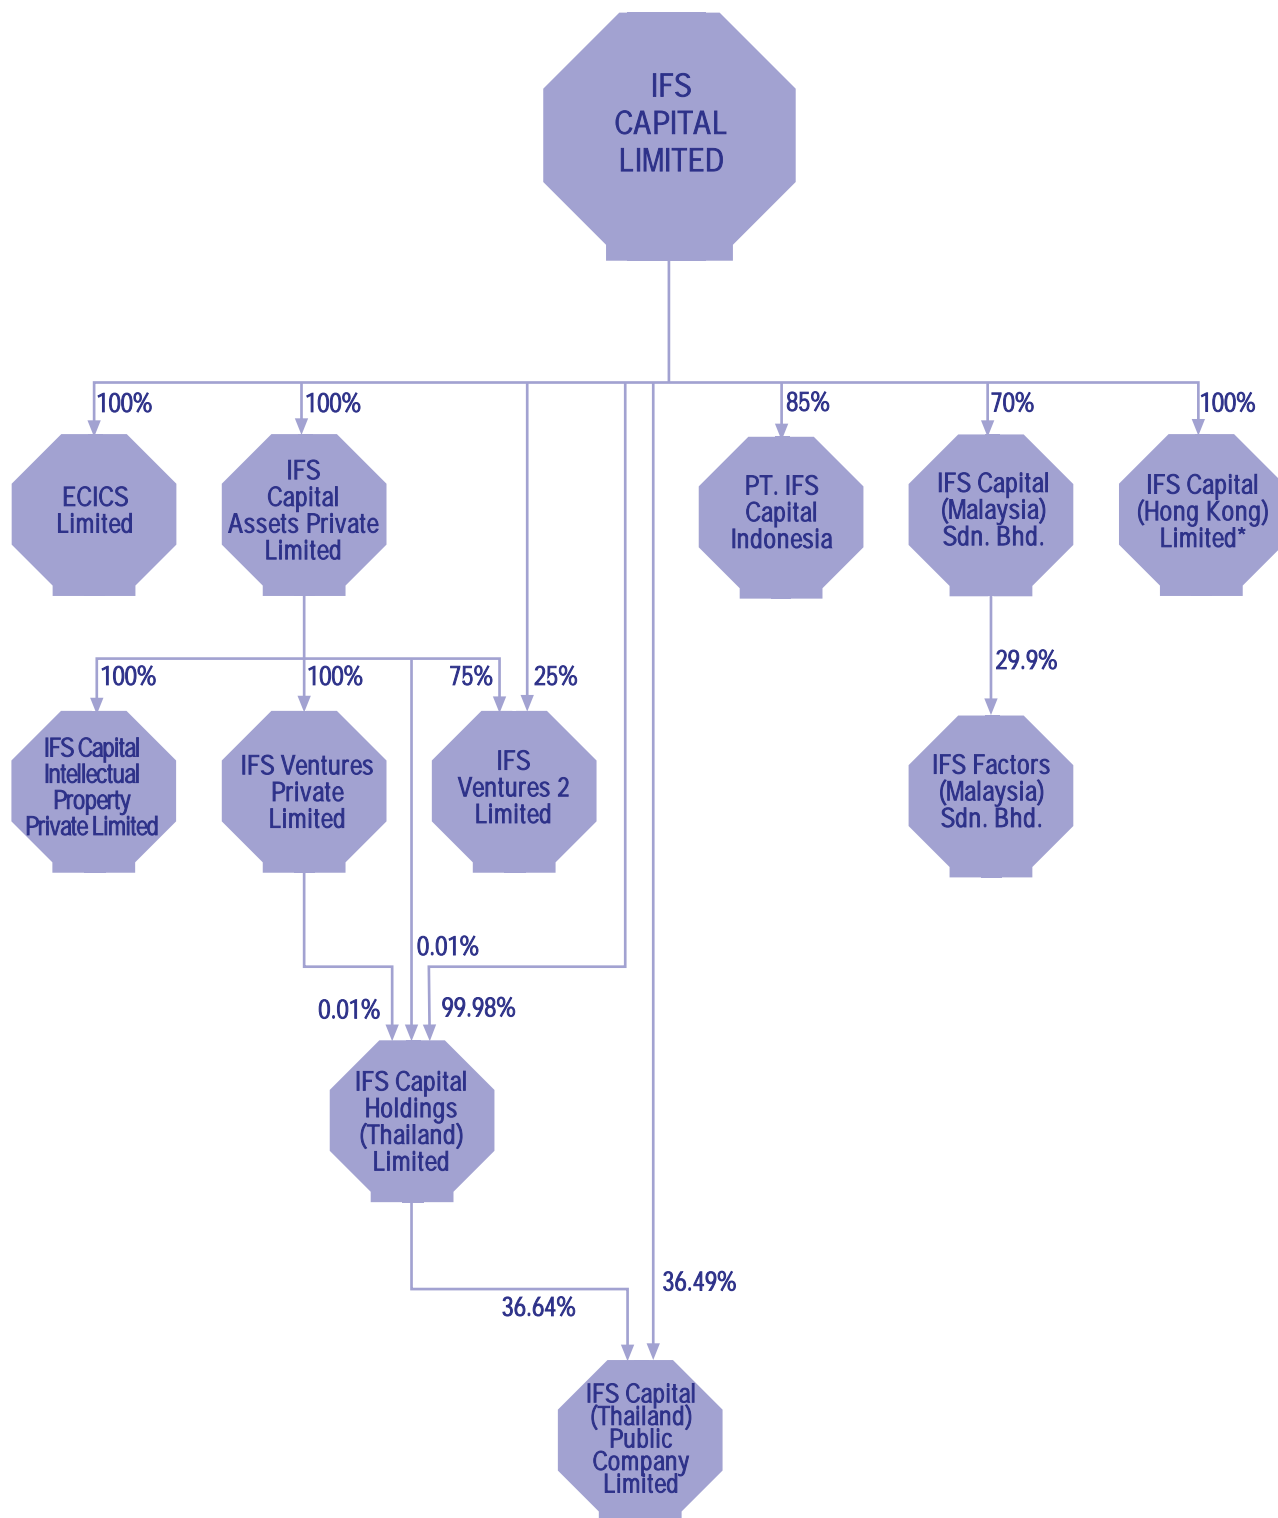 IFS
CAPITAL
LIMITED
100%
100%
85%
70%
100%
ECICS
Limited
IFS
Capital
Assets Private
Limited
PT. IFS
Capital
Indonesia
IFS Capital
(Malaysia)
Sdn. Bhd.
IFS Capital
(Hong Kong)
Limited*
100%
100%
75%
25%
29.9%
IFS Capital
Intellectual
Property
Private Limited
IFS Ventures
Private
Limited
IFS
Ventures 2
Limited
IFS Factors
(Malaysia)
Sdn. Bhd.
0.01%
0.01%
99.98%
IFS Capital
Holdings
(Thailand)
Limited
36.49%
36.64%
IFS Capital
(Thailand)
Public
Company
Limited